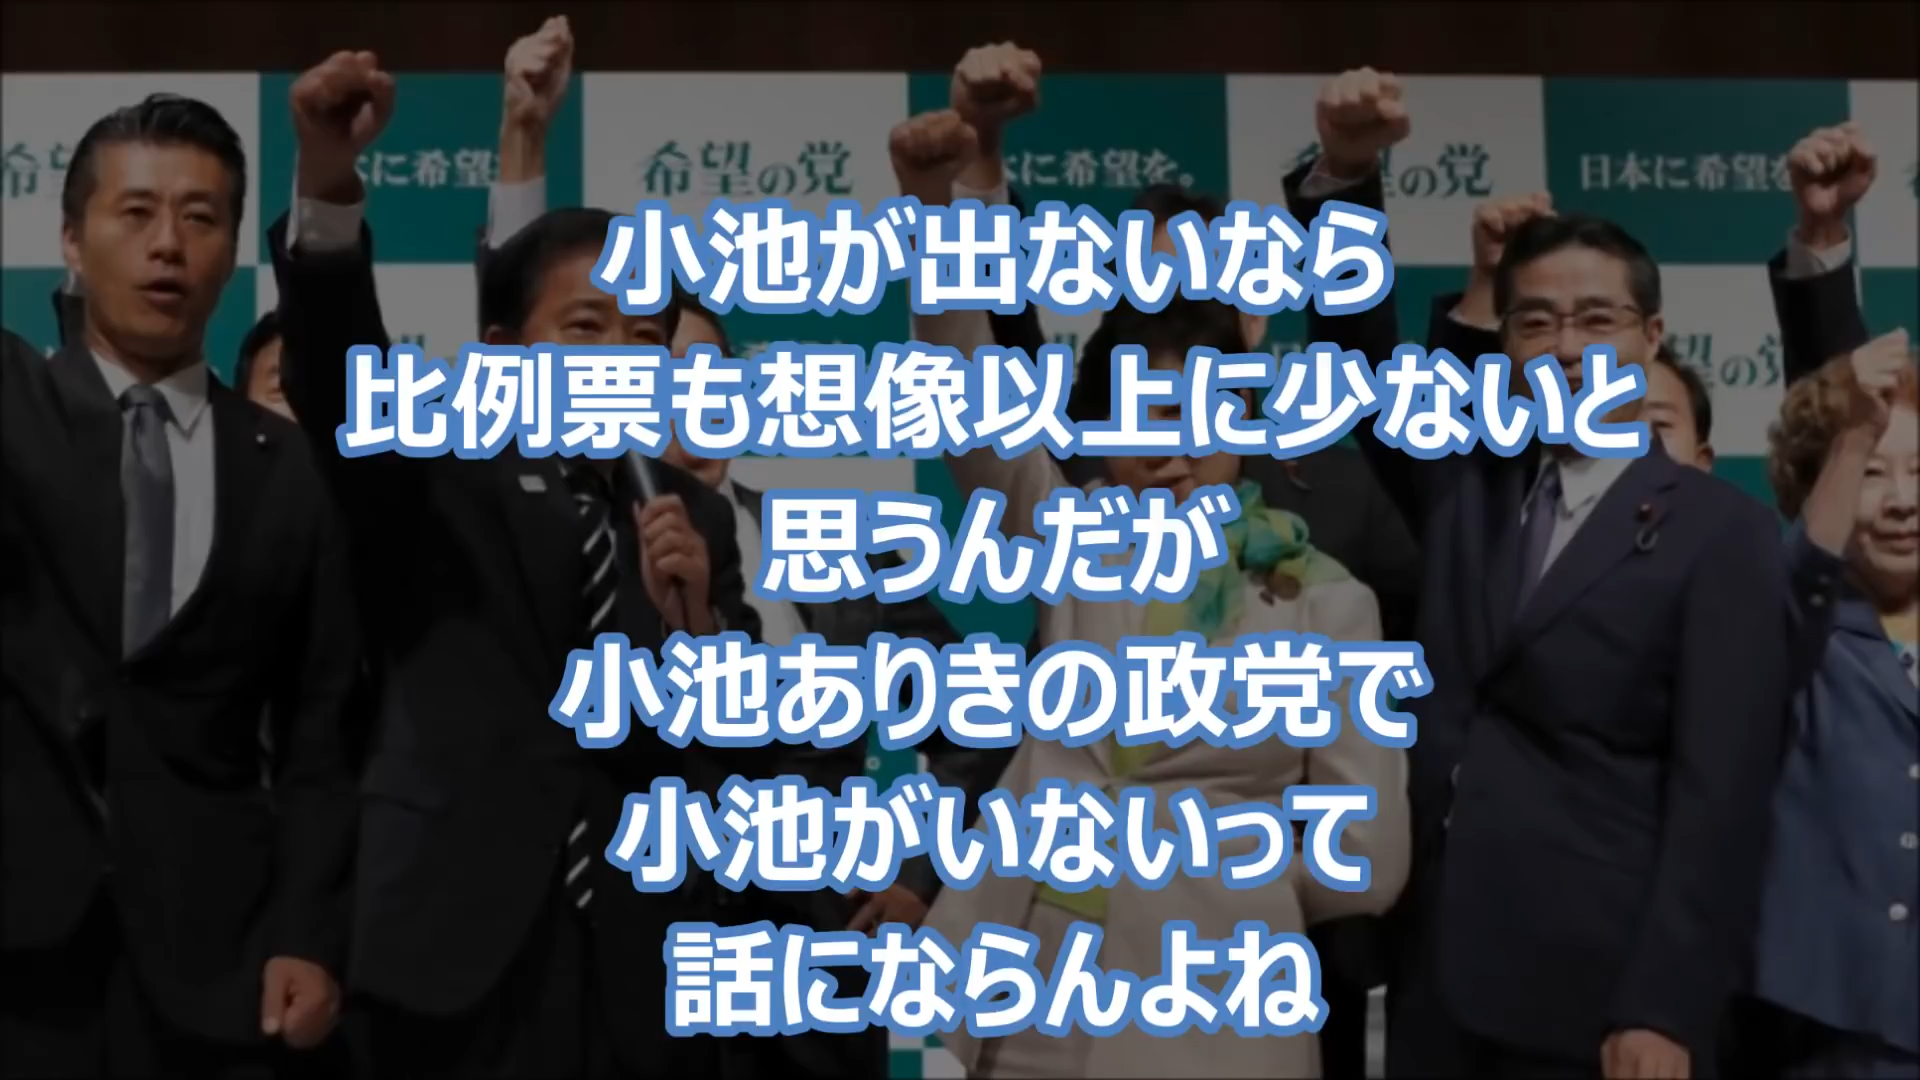 希望の党
日本に希望を。
小池が出ないなら
比例票も想像以上に少ないと
思うんだが
小池ありきの政党で
小池がいないって
話にならんよね